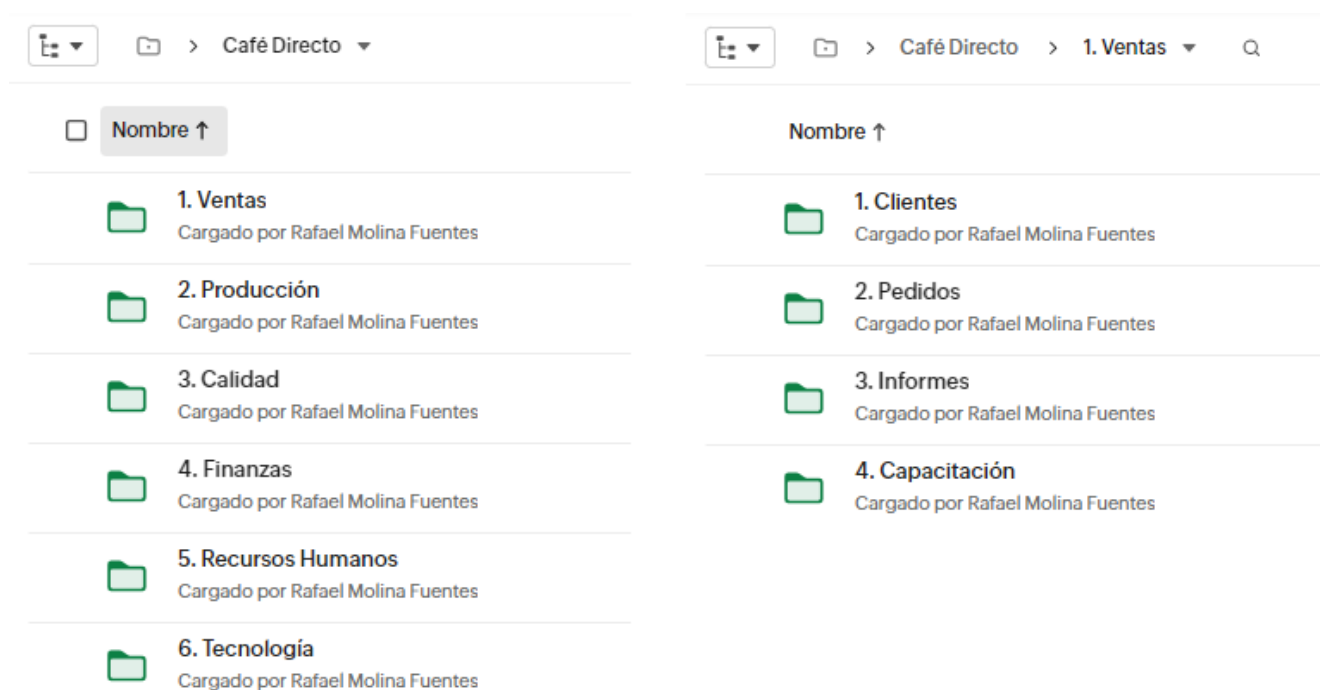 > Café Directo
Nombre ↑
1. Ventas
Cargado por Rafael Molina Fuentes
2. Producción
Cargado por Rafael Molina Fuentes
3. Calidad
Cargado por Rafael Molina Fuentes
4. Finanzas
Cargado por Rafael Molina Fuentes
5. Recursos Humanos
Cargado por Rafael Molina Fuentes
6. Tecnología
Cargado por Rafael Molina Fuentes
> Café Directo > 1. Ventas
Nombre ↑
1. Clientes
Cargado por Rafael Molina Fuentes
2. Pedidos
Cargado por Rafael Molina Fuentes
3. Informes
Cargado por Rafael Molina Fuentes
4. Capacitación
Cargado por Rafael Molina Fuentes